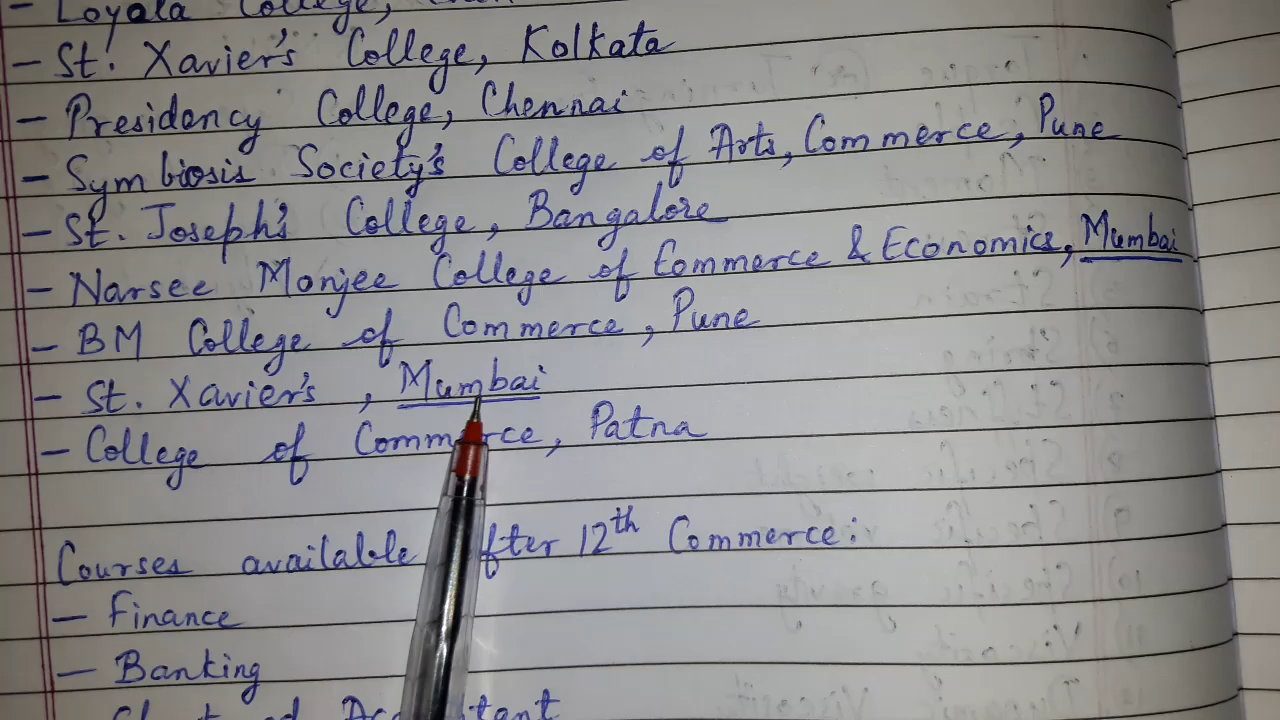 - Loyola College,
- St. Xavier's College, Kolkata
- Presidency College, Chennai
- Symbiosis Society's College of Arts, Commerce, Pune
- St. Joseph's College, Bangalore
- Narsee Monjee College of Commerce & Economics, Mumbai
- BM College of Commerce, Pune
- St. Xavier's, Mumbai
- College of Commerce, Patna
Courses available after 12th Commerce:
- Finance
- Banking